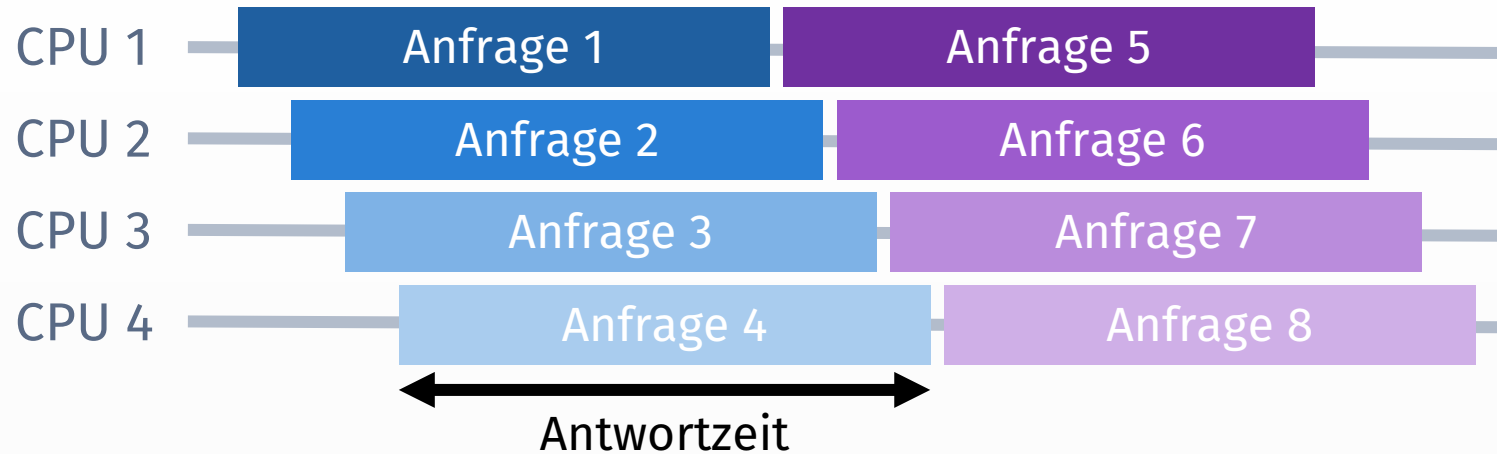 CPU 1 Anfrage 1 Anfrage 5
CPU 2 Anfrage 2 Anfrage 6
CPU 3 Anfrage 3 Anfrage 7
CPU 4 Anfrage 4 Anfrage 8
Antwortzeit